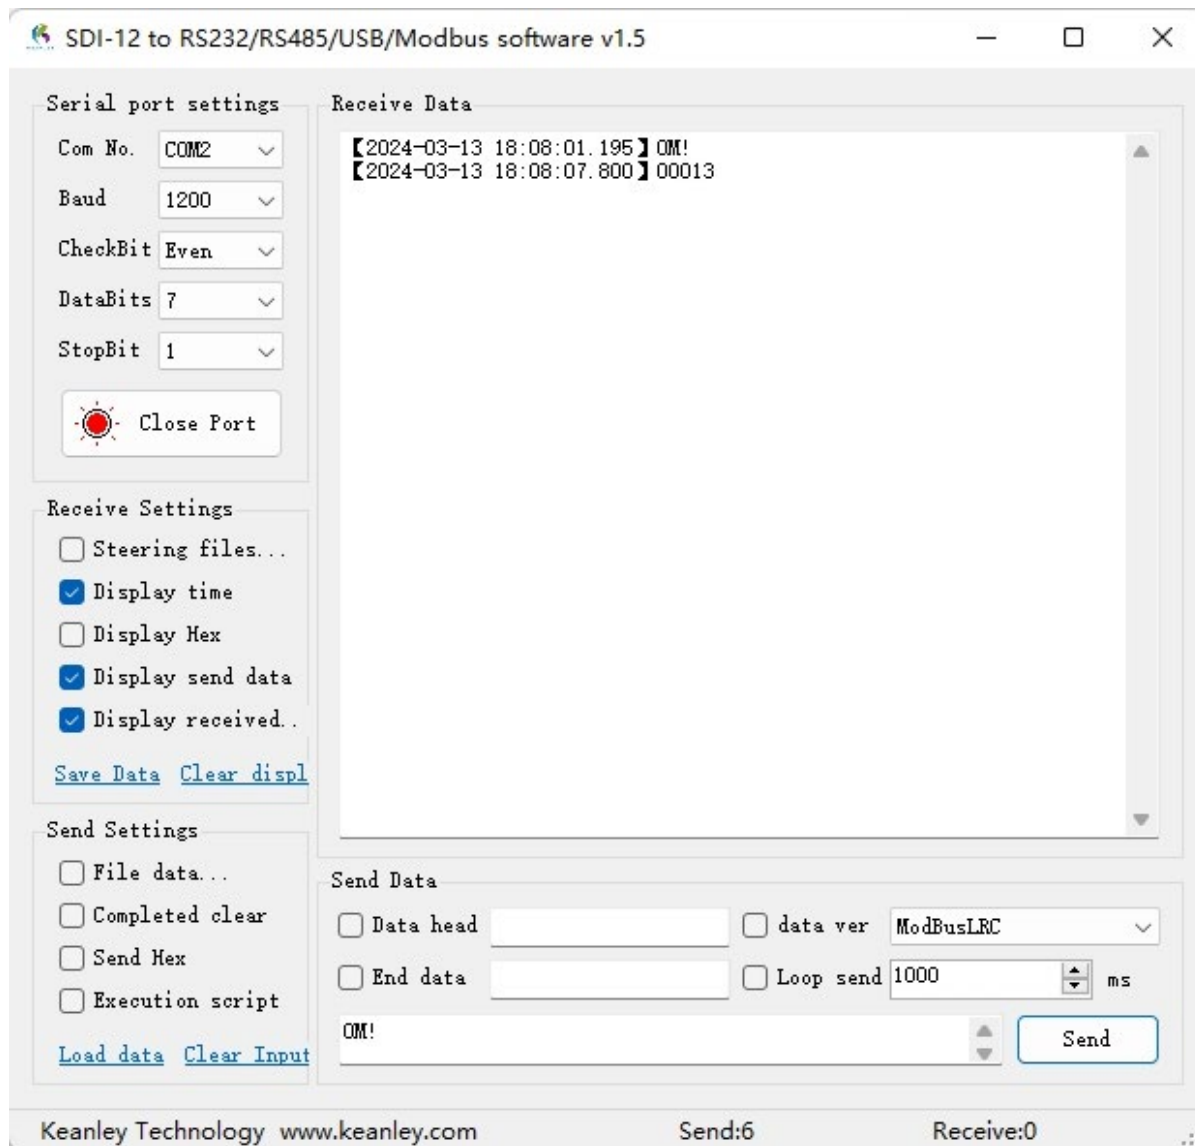 SDI-12 to RS232/RS485/USB/Modbus software v1.5
Serial port settings
Com No. COM2
Baud 1200
CheckBit Even
DataBits 7
StopBit 1
Close Port
Receive Settings
Steering files...
Display time
Display Hex
Display send data
Display received..
Save Data Clear displ
Send Settings
File data...
Completed clear
Send Hex
Execution script
Load data Clear Input
Receive Data
【2024-03-13 18:08:01.195】0M!
【2024-03-13 18:08:07.800】00013
Send Data
Data head data ver ModBusLRC
End data Loop send 1000 ms
0M!
Send
Keanley Technology www.keanley.com Send:6 Receive:0